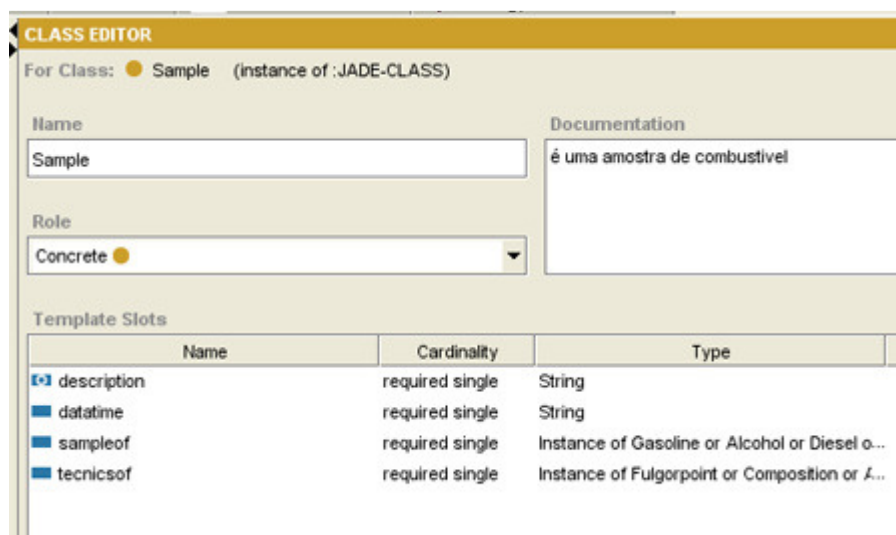 CLASS EDITOR
For Class: Sample (instance of :JADE-CLASS)
Name
Documentation
Sample
é uma amostra de combustivel
Role
Concrete
Template Slots
Name Cardinality Type
description required single String
datatime required single String
sampleof required single Instance of Gasoline or Alcohol or Diesel o...
tecnicsof required single Instance of Fulgorpoint or Composition or A...